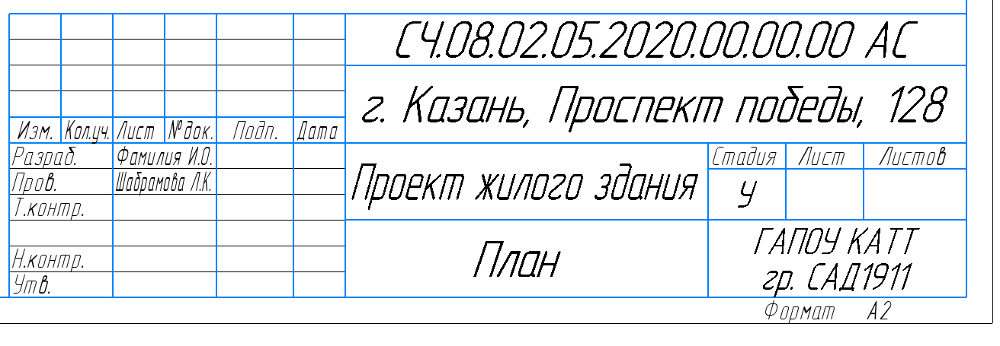 СЧ.08.02.05.2020.00.00.00 АС
г. Казань, Проспект победы, 128
Изм. Кол.уч. Лист №док. Подп. Дата
Разраб. Фамилия И.О.
Пров. Шабрамова Л.К.
Т.контр.
Н.контр.
Утв.
Проект жилого здания
Стадия Лист Листов
У
План
ГАПОУ КАТТ
гр. САД1911
Формат А2